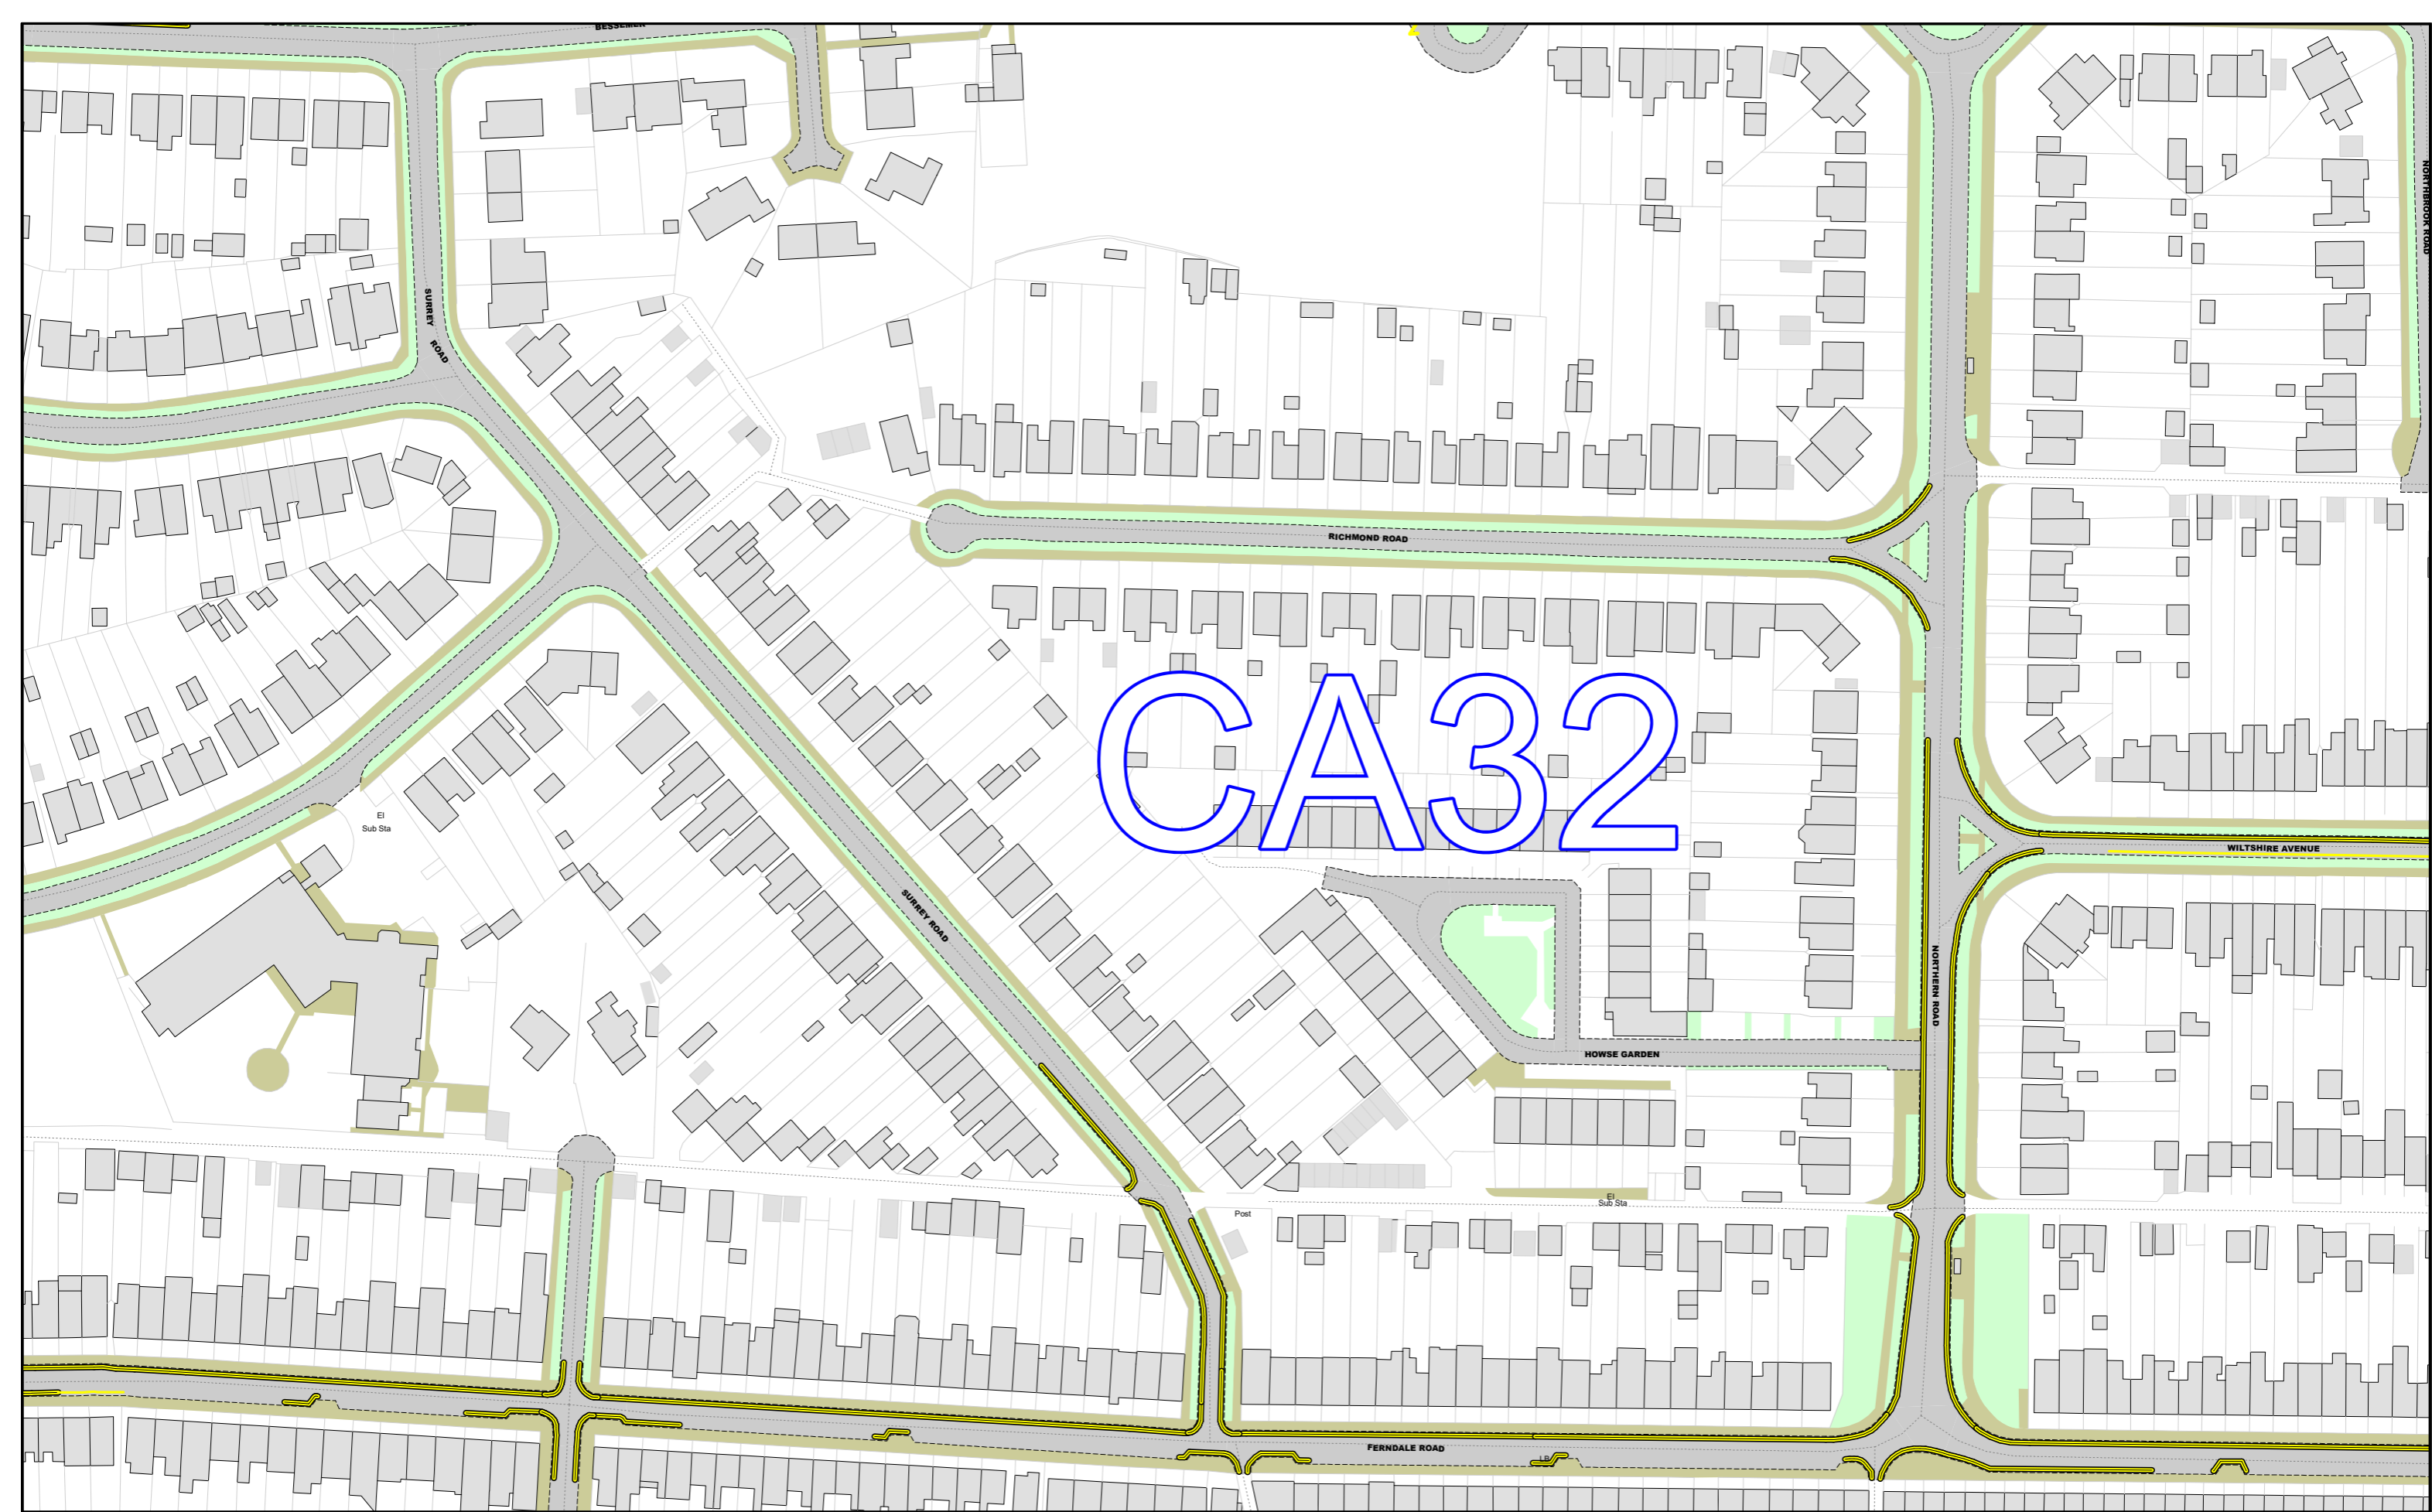 BESSEMER
NORTHBROOK ROAD
SURREY
ROAD
RICHMOND ROAD
CA32
El
Sub Sta
WILTSHIRE AVENUE
SURREY ROAD
NORTHERN ROAD
HOWSE GARDEN
El
Sub Sta
Post
FERNDALE ROAD
LB